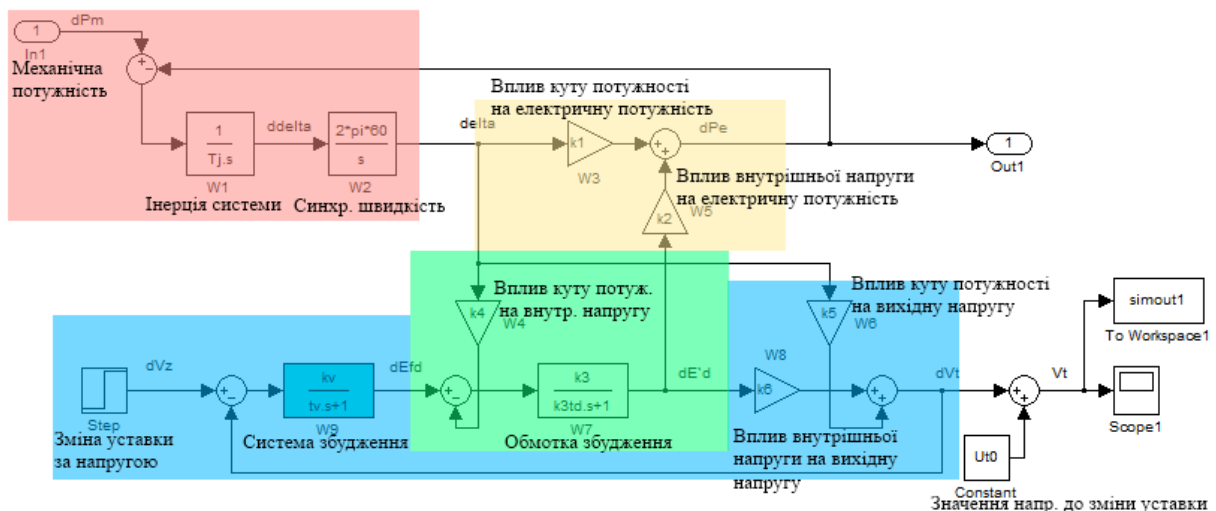 dPm
1
In1
Механічна
потужність
1
Tj.s
W1
Інерція системи
ddelta
2*pi*60
s
W2
Синхр. швидкість
delta
Вплив куту потужності
на електричну потужність
k1
W3
dPe
1
Out1
Вплив внутрішньої напруги
на електричну потужність
k2
W5
Вплив куту потуж.
на внутр. напругу
k4
W4
Вплив куту потужності
на вихідну напругу
k5
W6
simout1
To Workspace1
dVz
Step
Зміна уставки
за напругою
kv
tv.s+1
W9
Система збудження
dEfd
k3
k3td.s+1
W7
Обмотка збудження
dE'd
W8
k6
Вплив внутрішньої
напруги на вихідну
напругу
dVt
Vt
Scope1
Ut0
Constant
Значення напр. до зміни уставки